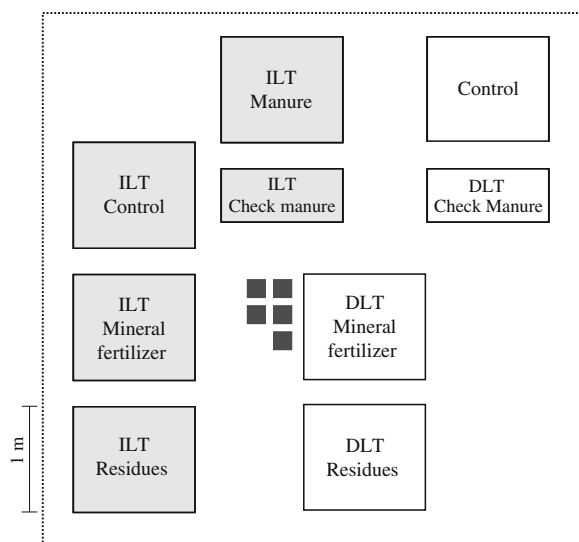 ILT
Manure
Control
ILT
Control
ILT
Check manure
DLT
Check Manure
ILT
Mineral
fertilizer
DLT
Mineral
fertilizer
1 m
ILT
Residues
DLT
Residues